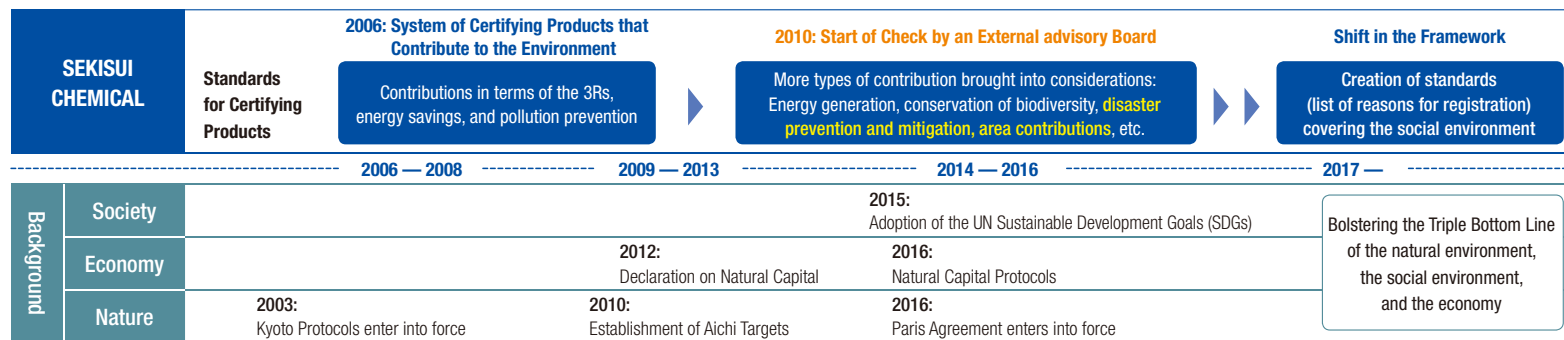 SEKISUI
CHEMICAL
Standards
for Certifying
Products
2006: System of Certifying Products that
Contribute to the Environment
Contributions in terms of the 3Rs,
energy savings, and pollution prevention
2010: Start of Check by an External advisory Board
More types of contribution brought into considerations:
Energy generation, conservation of biodiversity, disaster
prevention and mitigation, area contributions, etc.
Shift in the Framework
Creation of standards
(list of reasons for registration)
covering the social environment
2006 — 2008
2009 — 2013
2014 — 2016
2017 —
Background
Society
2015:
Adoption of the UN Sustainable Development Goals (SDGs)
Economy
2012:
Declaration on Natural Capital
2016:
Natural Capital Protocols
Nature
2003:
Kyoto Protocols enter into force
2010:
Establishment of Aichi Targets
2016:
Paris Agreement enters into force
Bolstering the Triple Bottom Line
of the natural environment,
the social environment,
and the economy